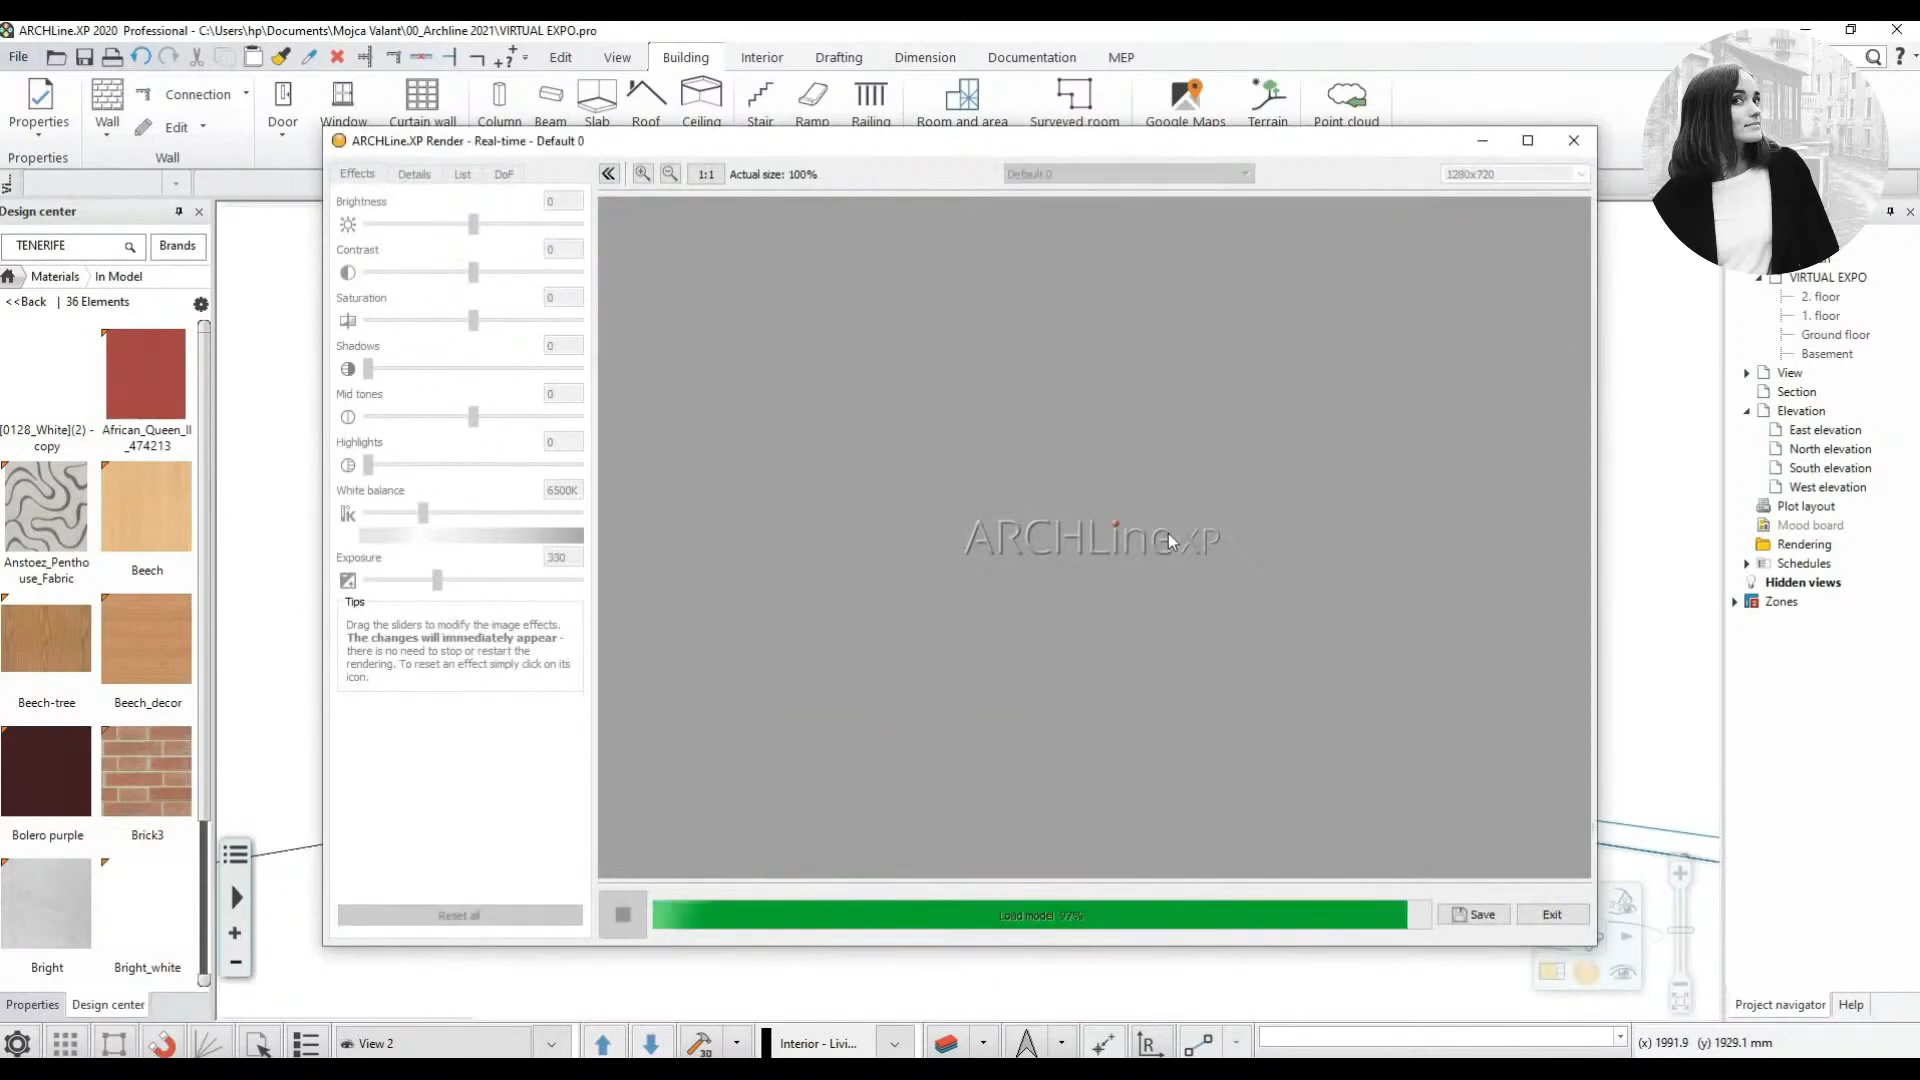 ARCHLine.XP 2020 Professional - C:\Users\hp\Documents\Mojca Valant\00_Archline 2021\VIRTUAL EXPO.pro
File Edit View Building Interior Drafting Dimension Documentation MEP
Properties Wall Connection Edit Door Window Curtain wall Column Beam Slab Roof Ceiling Stair Ramp Railing Room and area Surveyed room Google Maps Terrain Point cloud
Properties Wall
ARCHLine.XP Render - Real-time - Default 0
Effects Details List DoF 1:1 Actual size: 100% Default 0 1280x720
Design center
TENERIFE Brands
Materials In Model
<<Back | 36 Elements
[0128_White](2) - copy
African_Queen_II_474213
Anstoez_Penthouse_Fabric
Beech
Beech-tree
Beech_decor
Bolero purple
Brick3
Bright
Bright_white
Properties Design center
Brightness 0
Contrast 0
Saturation 0
Shadows 0
Mid tones 0
Highlights 0
White balance 6500K
K
Exposure 330
Tips
Drag the sliders to modify the image effects.
The changes will immediately appear -
there is no need to stop or restart the
rendering. To reset an effect simply click on its
icon.
Reset all
ARCHLine.XP
Load model 97%
Save Exit
VIRTUAL EXPO
2. floor
1. floor
Ground floor
Basement
View
Section
Elevation
East elevation
North elevation
South elevation
West elevation
Plot layout
Mood board
Rendering
Schedules
Hidden views
Zones
Project navigator Help
View 2 3D Interior - Livi... R (x) 1991.9 (y) 1929.1 mm